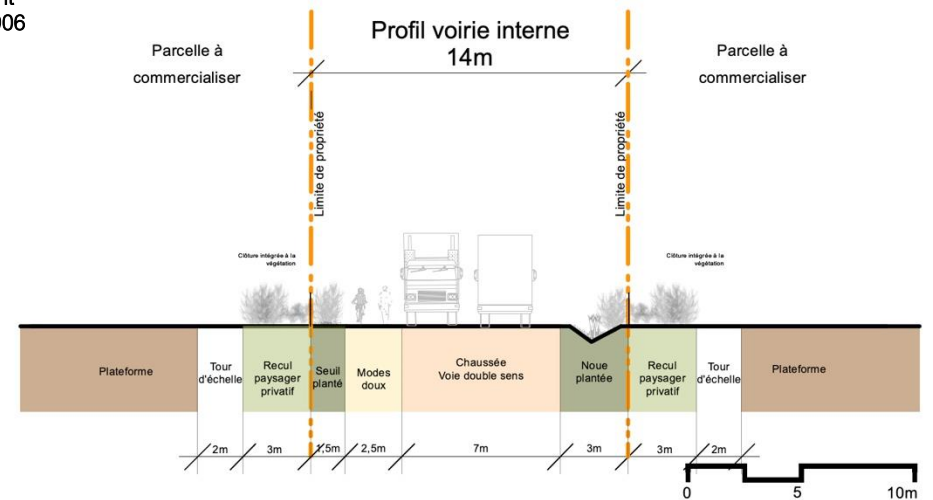 nt
906
Profil voirie interne
14m
Parcelle à
commercialiser
Parcelle à
commercialiser
Limite de propriété
Limite de propriété
Clôture intégrée à la
végétation
Clôture intégrée à la
végétation
Plateforme
Tour
d'échelle
Recul
paysager
privatif
Seuil
planté
Modes
doux
Chaussée
Voie double sens
Noue
plantée
Recul
paysager
privatif
Tour
d'échelle
Plateforme
2m
3m
1,5m
2,5m
7m
3m
3m
2m
0
5
10m